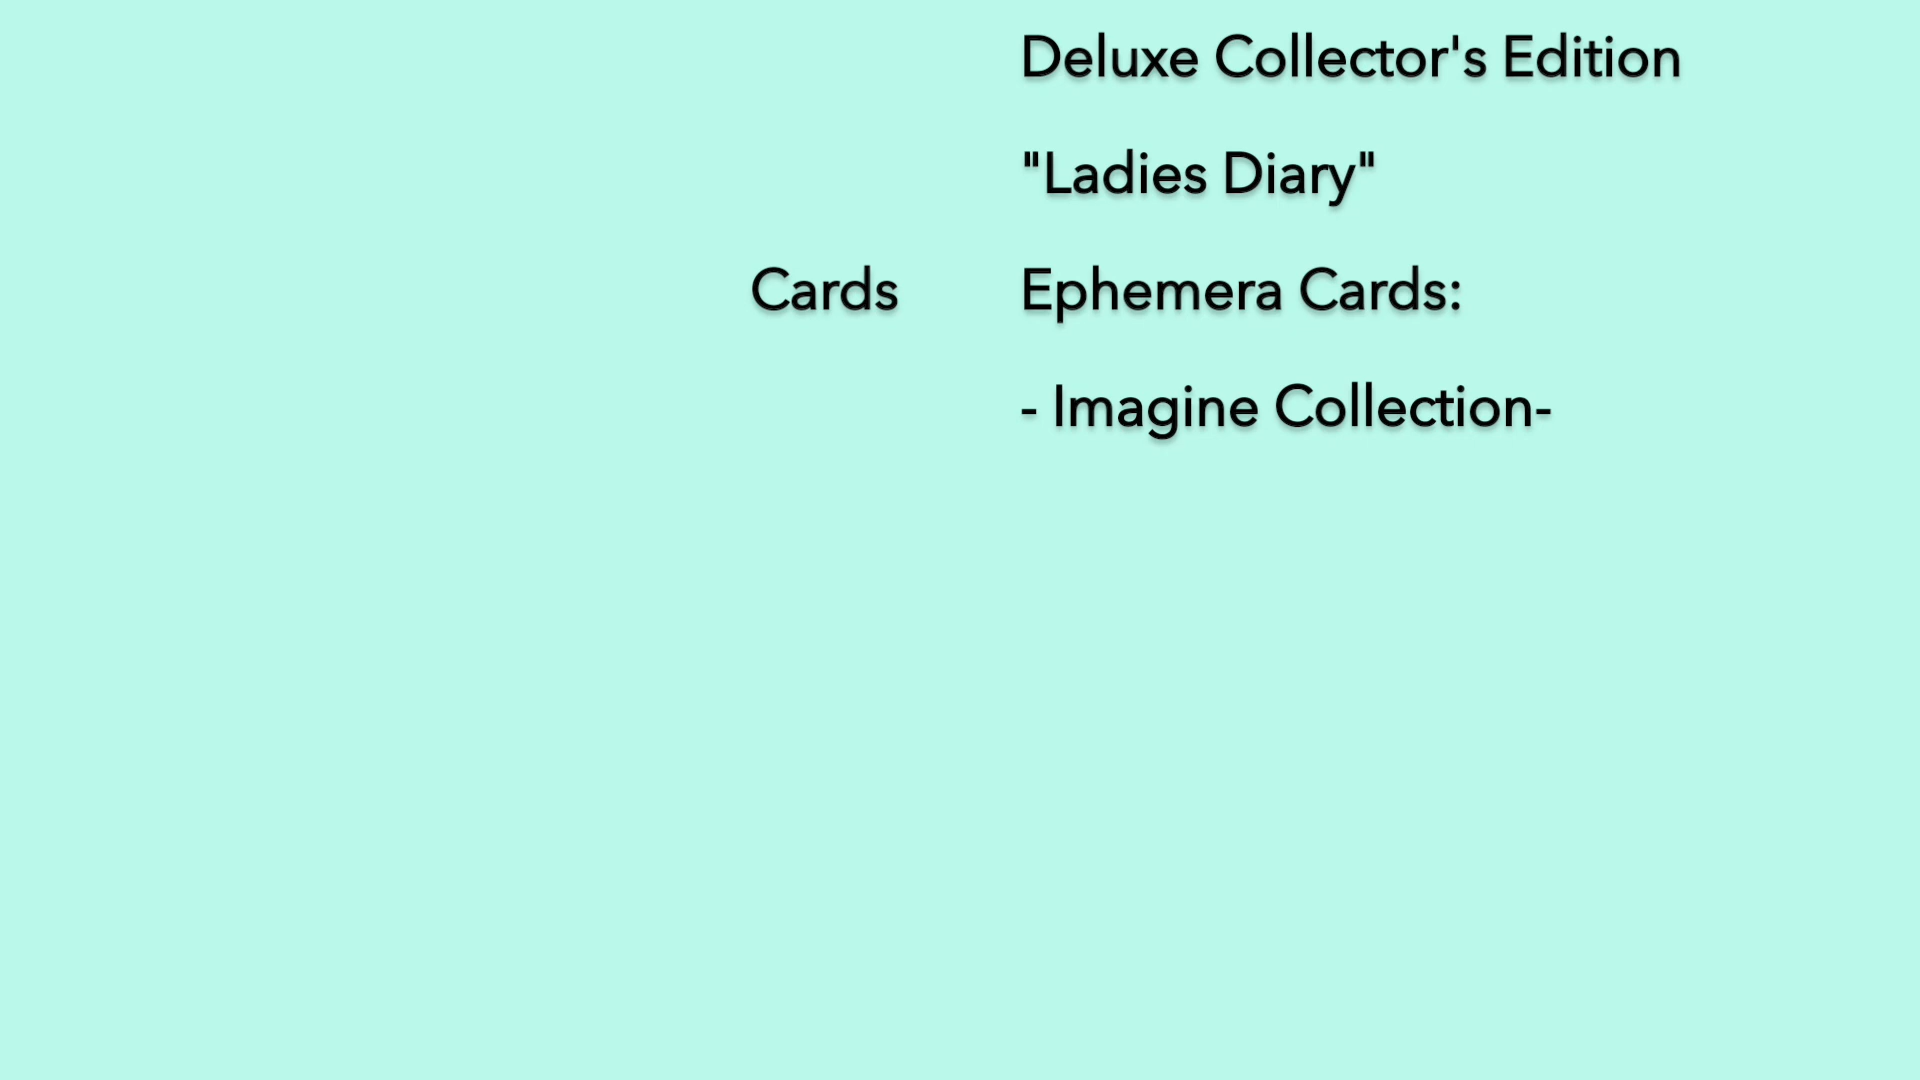 Deluxe Collector's Edition
"Ladies Diary"
Cards Ephemera Cards:
- Imagine Collection-